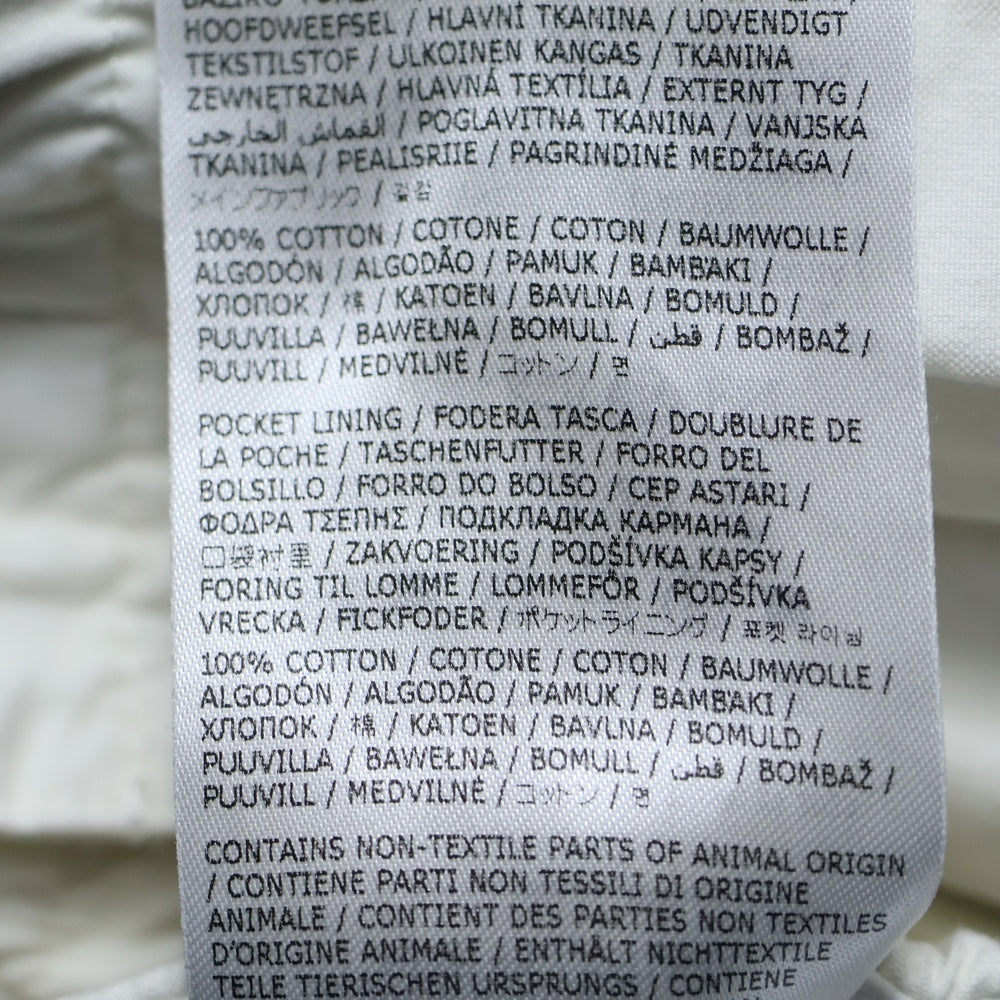 HOOFDWEEFSEL / HLAVNÍ TKANINA / UDVENDIGT
TEKSTILSTOF / ULKOINEN KANGAS / TKANINA
ZEWNĘTRZNA / HLAVNÁ TEXTÍLIA / EXTERNT TYG /
القماش الخارجي / POGLAVITNA TKANINA / VANJSKA
TKANINA / PEALISRIIE / PAGRINDINĖ MEDŽIAGA /
メインファブリック / 겉감
100% COTTON / COTONE / COTON / BAUMWOLLE /
ALGODÓN / ALGODÃO / PAMUK / ΒΑΜΒΆΚΙ /
ХЛОПОК / 棉 / KATOEN / BAVLNA / BOMULD /
PUUVILLA / BAWEŁNA / BOMULL / قطن / BOMBAŽ /
PUUVILL / MEDVILNĖ / コットン / 면
POCKET LINING / FODERA TASCA / DOUBLURE DE
LA POCHE / TASCHENFUTTER / FORRO DEL
BOLSILLO / FORRO DO BOLSO / CEP ASTARI /
ΦΟΔΡΑ ΤΣΕΠΗΣ / ПОДКЛАДКА КАРМАНА /
口袋衬里 / ZAKVOERING / PODŠÍVKA KAPSY /
FORING TIL LOMME / LOMMEFÔR / PODŠÍVKA
VRECKA / FICKFODER / ポケットライニング / 포켓 라이닝
100% COTTON / COTONE / COTON / BAUMWOLLE /
ALGODÓN / ALGODÃO / PAMUK / ΒΑΜΒΆΚΙ /
ХЛОПОК / 棉 / KATOEN / BAVLNA / BOMULD /
PUUVILLA / BAWEŁNA / BOMULL / قطن / BOMBAŽ /
PUUVILL / MEDVILNĖ / コットン / 면
CONTAINS NON-TEXTILE PARTS OF ANIMAL ORIGIN
/ CONTIENE PARTI NON TESSILI DI ORIGINE
ANIMALE / CONTIENT DES PARTIES NON TEXTILES
D'ORIGINE ANIMALE / ENTHÄLT NICHTTEXTILE
TEILE TIERISCHEN URSPRUNGS / CONTIENE